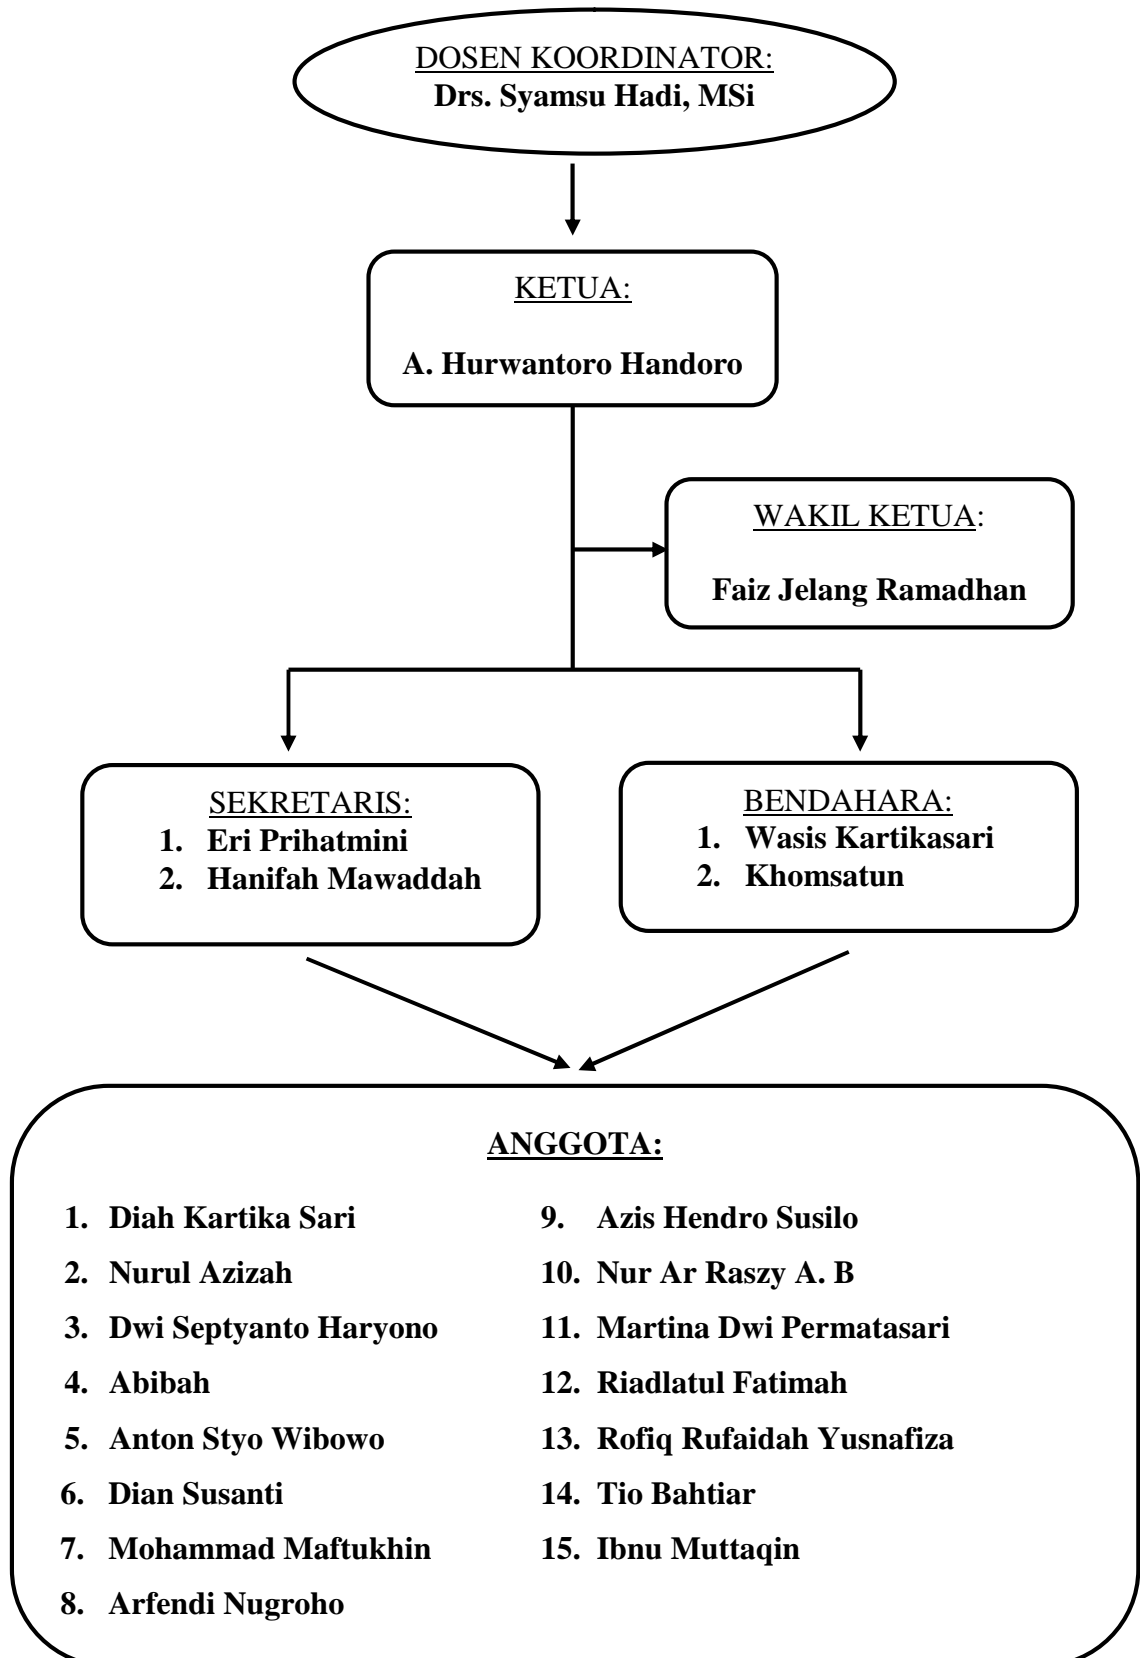 DOSEN KOORDINATOR:
Drs. Syamsu Hadi, MSi
KETUA:
A. Hurwantoro Handoro
WAKIL KETUA:
Faiz Jelang Ramadhan
SEKRETARIS:
1. Eri Prihatmini
2. Hanifah Mawaddah
BENDAHARA:
1. Wasis Kartikasari
2. Khomsatun
ANGGOTA:
1. Diah Kartika Sari
2. Nurul Azizah
3. Dwi Septyanto Haryono
4. Abibah
5. Anton Styo Wibowo
6. Dian Susanti
7. Mohammad Maftukhin
8. Arfendi Nugroho
9. Azis Hendro Susilo
10. Nur Ar Raszy A. B
11. Martina Dwi Permatasari
12. Riadlatul Fatimah
13. Rofiq Rufaidah Yusnafiza
14. Tio Bahtiar
15. Ibnu Muttaqin